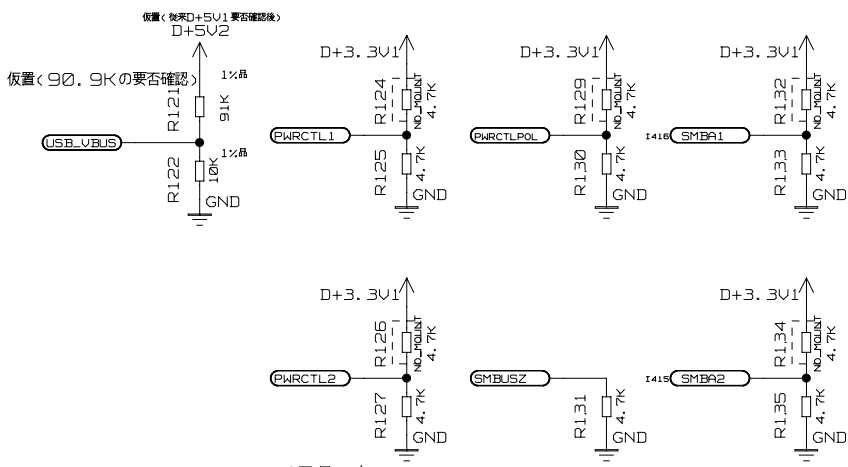 仮置(従来D+5V1要否確認後)
D+5V2
仮置(90.9Kの要否確認)
1%品
R121
91K
USB_VBUS
1%品
R122
10K
GND
D+3.3V1
R124
NO_MOUNT
4.7K
PWRCTL1
R125
4.7K
GND
D+3.3V1
R129
NO_MOUNT
4.7K
PWRCTLPOL
R130
4.7K
GND
D+3.3V1
R132
NO_MOUNT
4.7K
I416
SMBA1
R133
4.7K
GND
D+3.3V1
R126
NO_MOUNT
4.7K
PWRCTL2
R127
4.7K
GND
SMBUSZ
R131
4.7K
GND
D+3.3V1
R134
NO_MOUNT
4.7K
I415
SMBA2
R135
4.7K
GND